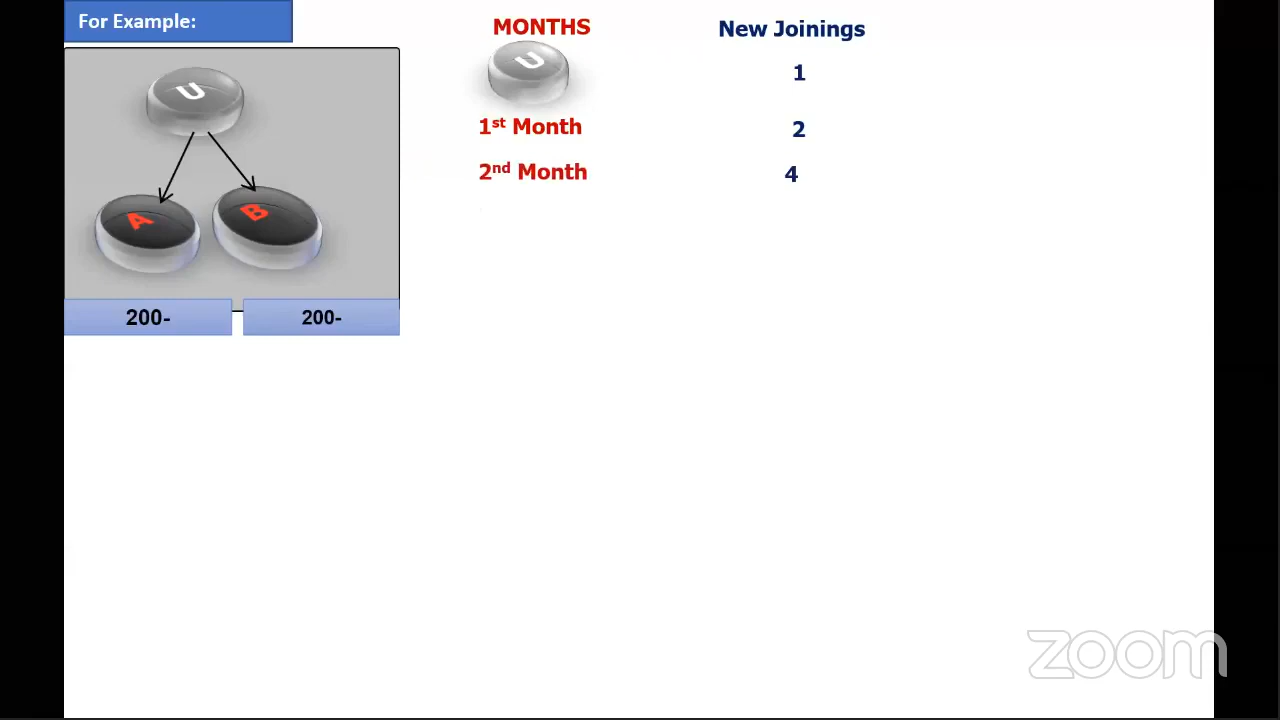 For Example:
U
A
B
200-
200-
MONTHS
New Joinings
U
1
1st Month
2
2nd Month
4
zoom